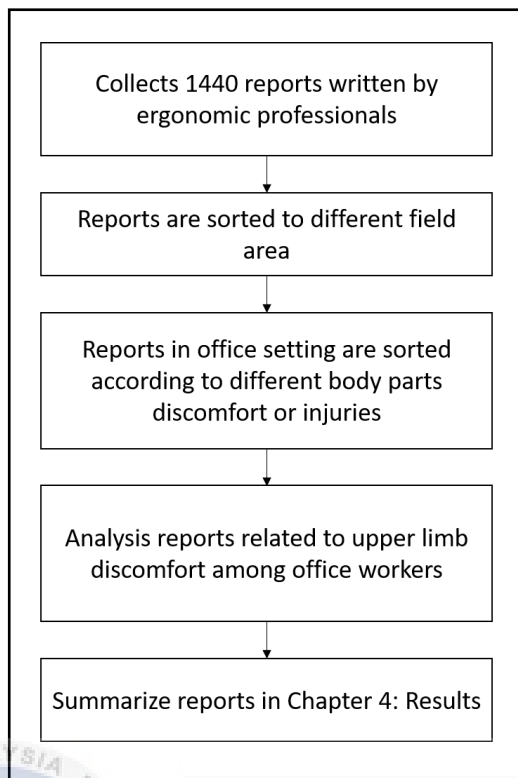 Collects 1440 reports written by
ergonomic professionals
Reports are sorted to different field
area
Reports in office setting are sorted
according to different body parts
discomfort or injuries
Analysis reports related to upper limb
discomfort among office workers
Summarize reports in Chapter 4: Results